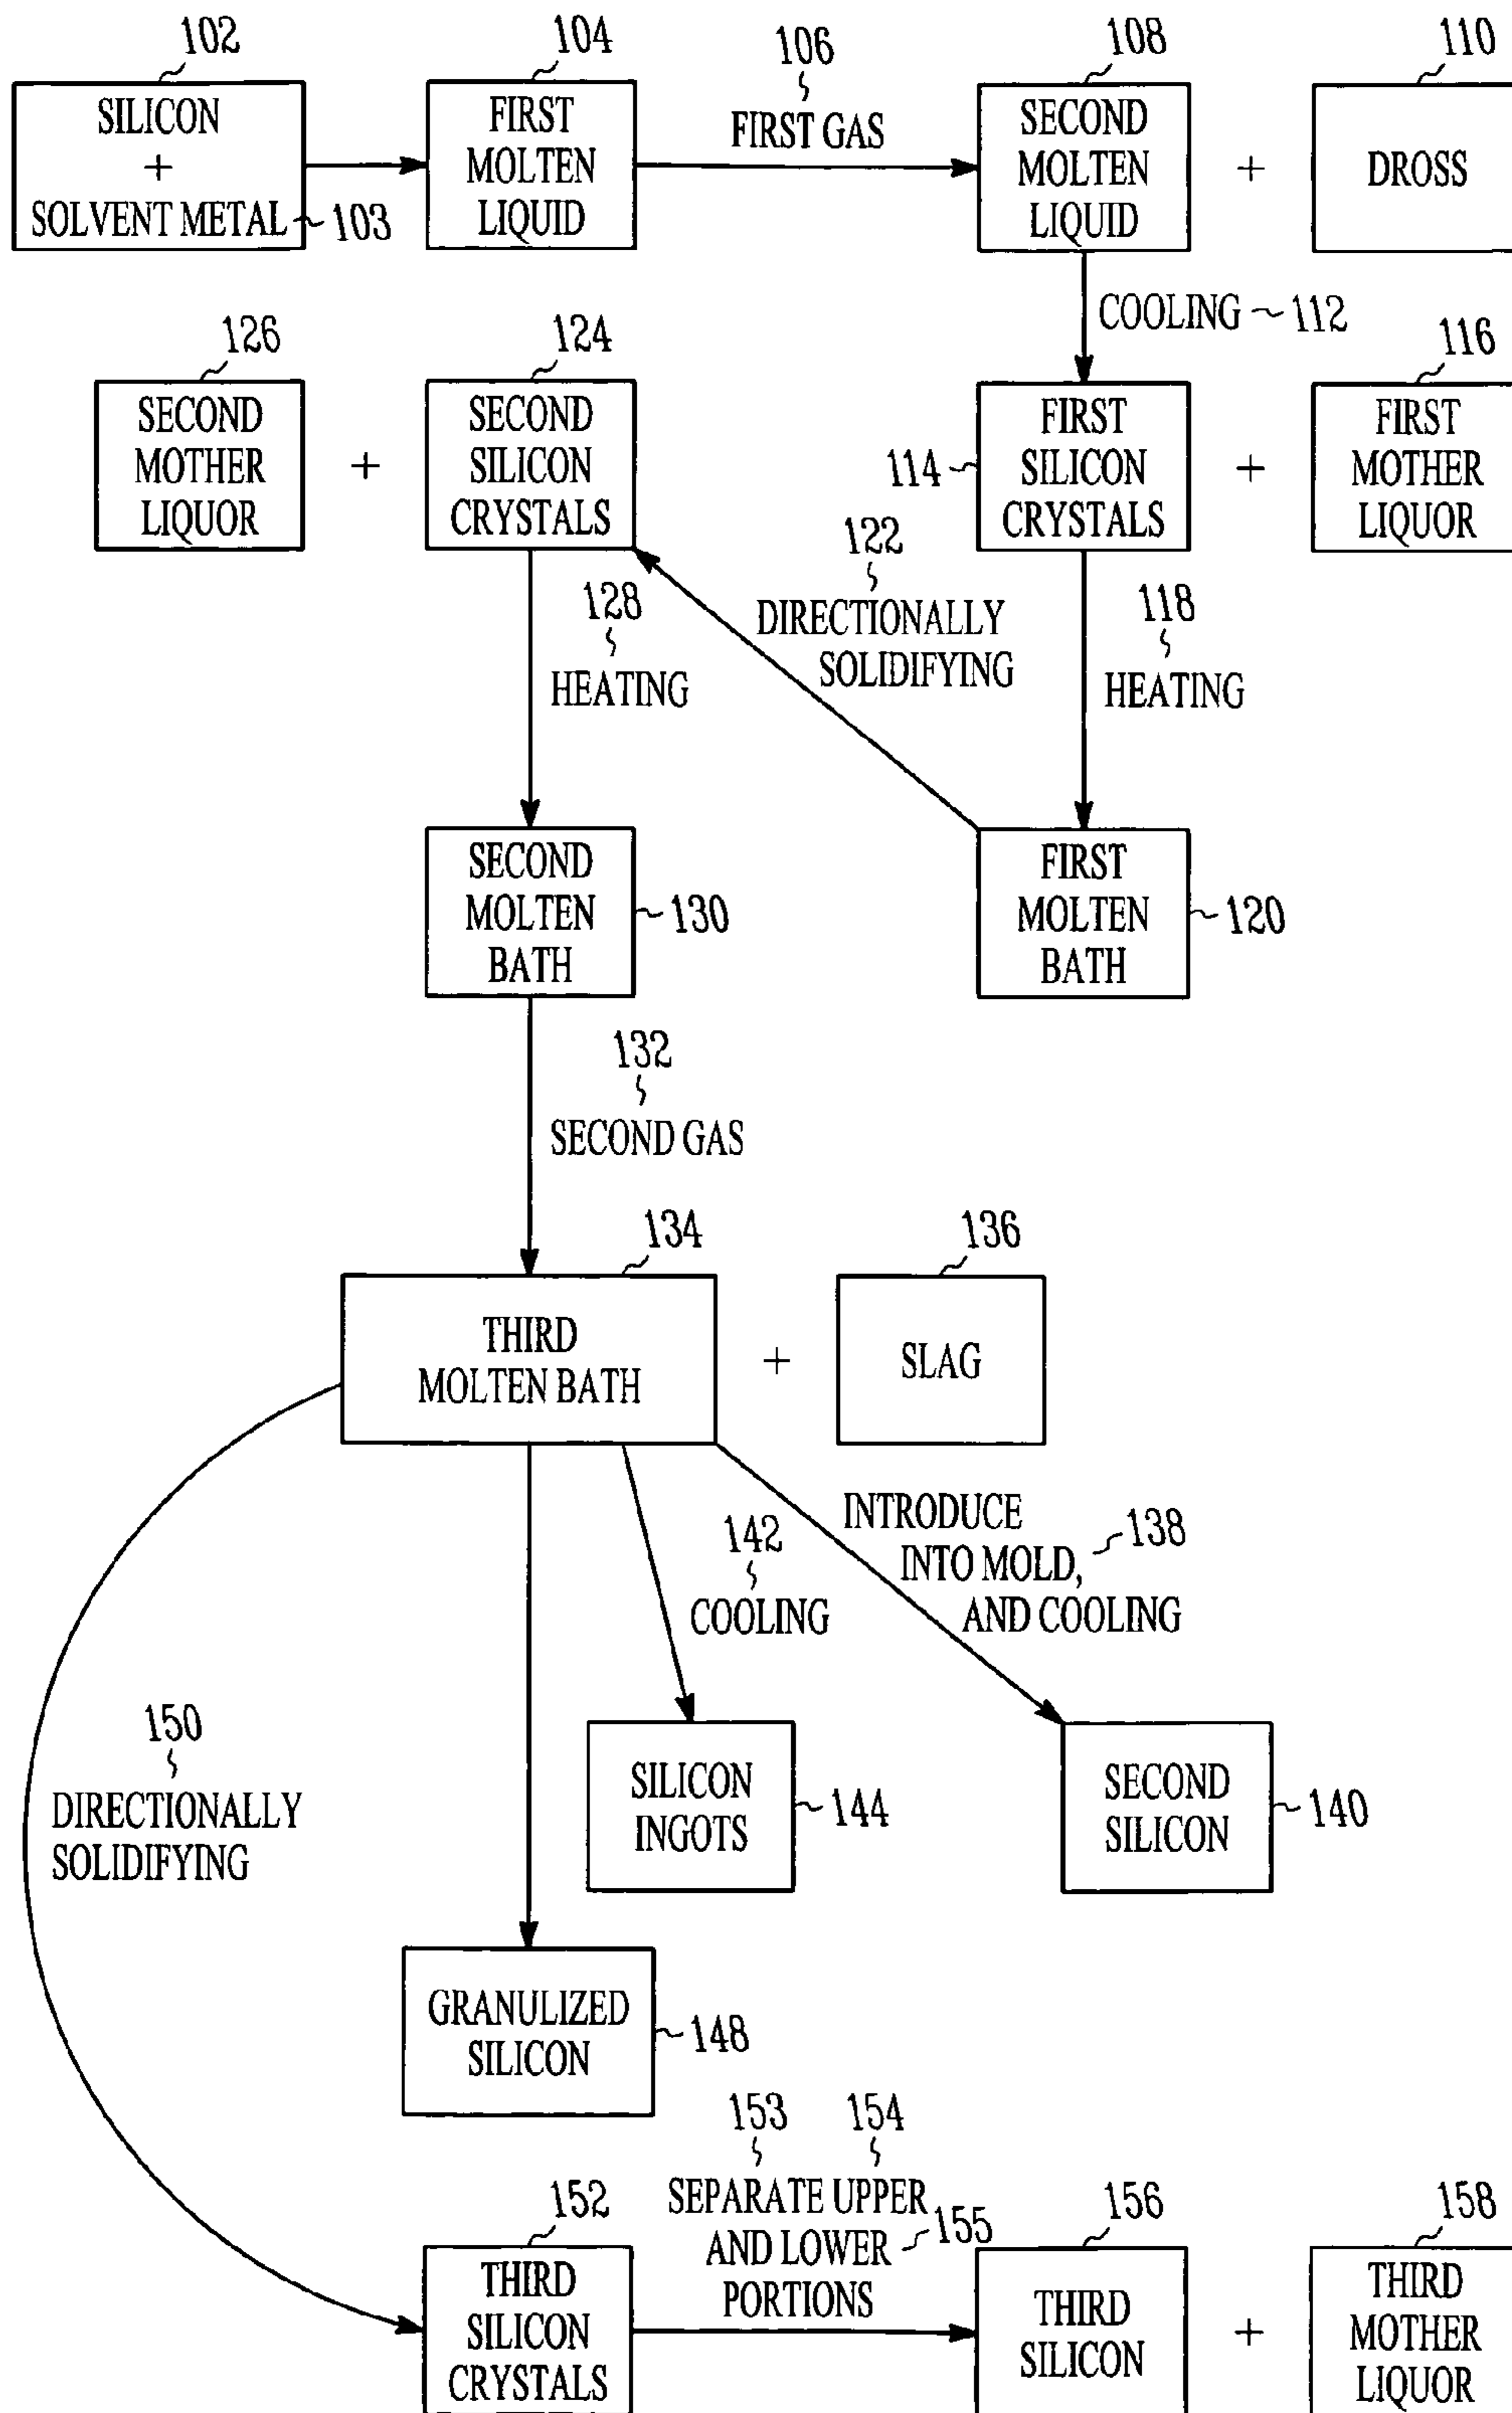 102
SILICON
+
SOLVENT METAL 103
104
FIRST
MOLTEN
LIQUID
106
FIRST GAS
108
SECOND
MOLTEN
LIQUID
+
110
DROSS
COOLING 112
126
SECOND
MOTHER
LIQUOR
+
124
SECOND
SILICON
CRYSTALS
114
FIRST
SILICON
CRYSTALS
+
116
FIRST
MOTHER
LIQUOR
122
DIRECTIONALLY
SOLIDIFYING
128
HEATING
118
HEATING
SECOND
MOLTEN
BATH
130
FIRST
MOLTEN
BATH
120
132
SECOND GAS
134
THIRD
MOLTEN BATH
+
136
SLAG
INTRODUCE
INTO MOLD, 138
AND COOLING
142
COOLING
150
DIRECTIONALLY
SOLIDIFYING
SILICON
INGOTS
144
SECOND
SILICON
140
GRANULIZED
SILICON
148
153 154
SEPARATE UPPER
AND LOWER 155
PORTIONS
152
THIRD
SILICON
CRYSTALS
156
THIRD
SILICON
+
158
THIRD
MOTHER
LIQUOR